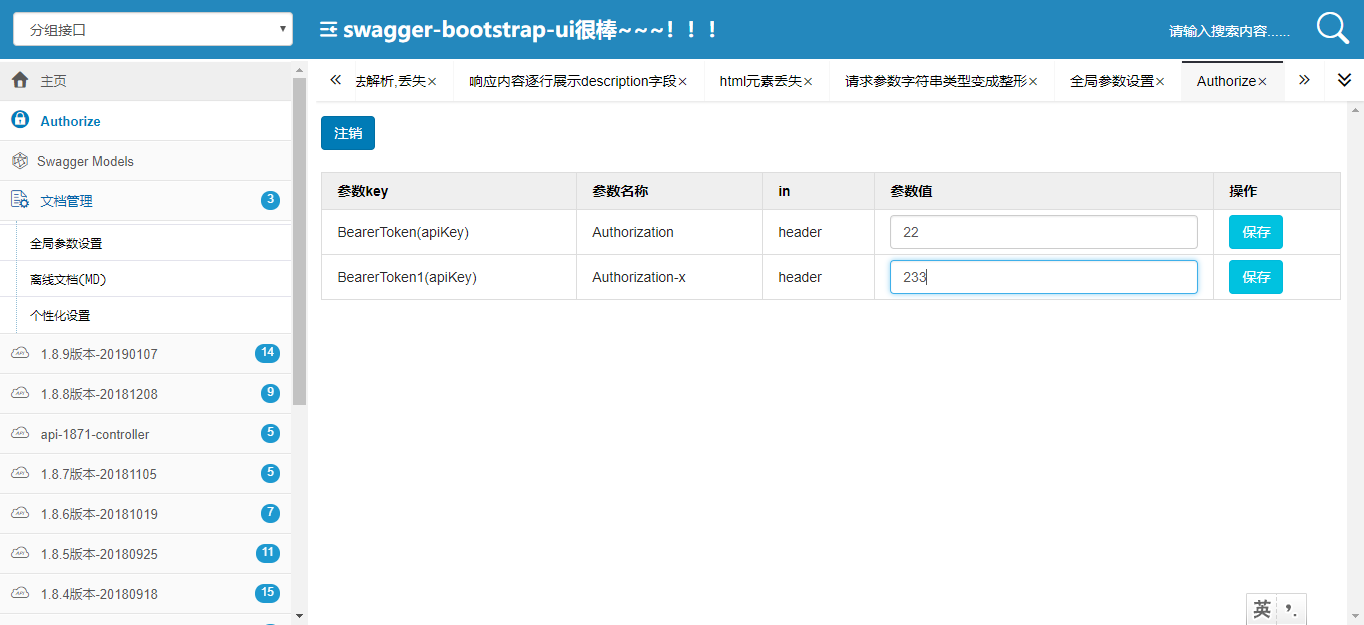 分组接口
swagger-bootstrap-ui很棒~~~！！！
请输入搜索内容......
主页
Authorize
Swagger Models
文档管理 3
全局参数设置
离线文档(MD)
个性化设置
1.8.9版本-20190107 14
1.8.8版本-20181208 9
api-1871-controller 5
1.8.7版本-20181105 5
1.8.6版本-20181019 7
1.8.5版本-20180925 11
1.8.4版本-20180918 15
解析,丢失× 响应内容逐行展示description字段× html元素丢失× 请求参数字符串类型变成整形× 全局参数设置× Authorize×
注销
参数key 参数名称 in 参数值 操作
BearerToken(apiKey) Authorization header 22 保存
BearerToken1(apiKey) Authorization-x header 233 保存
英 ,.